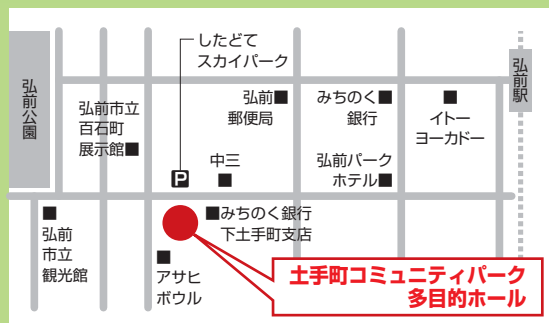 したどて
スカイパーク
弘前公園
弘前駅
弘前市立
百石町
展示館■
弘前■
郵便局
みちのく■
銀行
■
イトー
ヨーカドー
中三
■
P
弘前パーク
ホテル■
■
弘前
市立
観光館
■みちのく銀行
下土手町支店
■
アサヒ
ボウル
土手町コミュニティパーク
多目的ホール